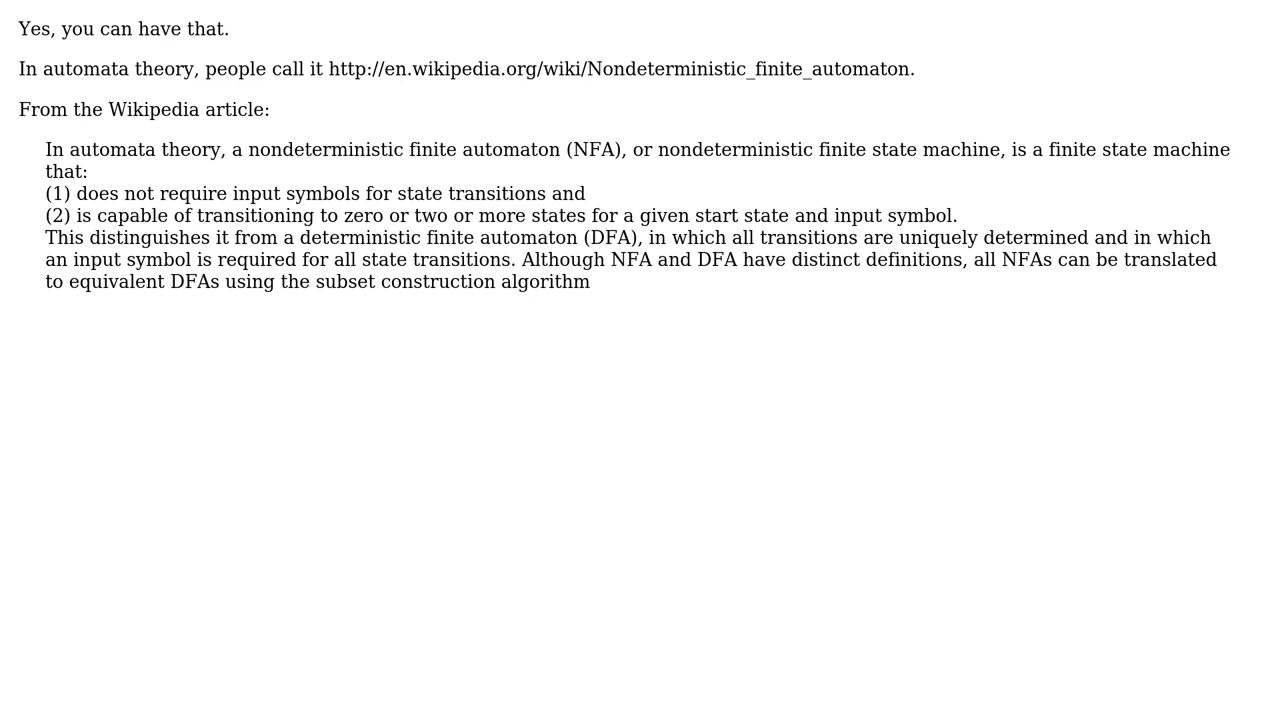 Yes, you can have that.
In automata theory, people call it http://en.wikipedia.org/wiki/Nondeterministic_finite_automaton.
From the Wikipedia article:
In automata theory, a nondeterministic finite automaton (NFA), or nondeterministic finite state machine, is a finite state machine
that:
(1) does not require input symbols for state transitions and
(2) is capable of transitioning to zero or two or more states for a given start state and input symbol.
This distinguishes it from a deterministic finite automaton (DFA), in which all transitions are uniquely determined and in which
an input symbol is required for all state transitions. Although NFA and DFA have distinct definitions, all NFAs can be translated
to equivalent DFAs using the subset construction algorithm